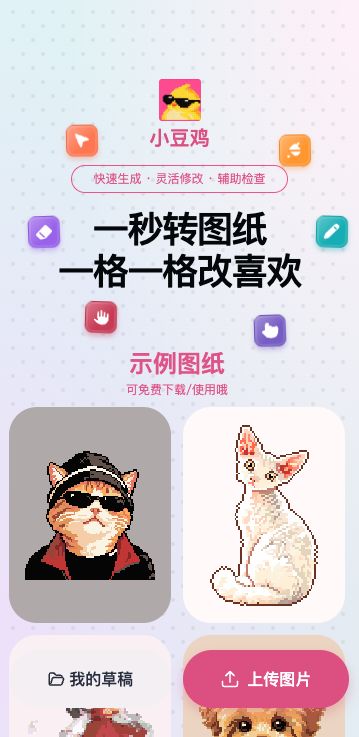 小豆鸡
快速生成 · 灵活修改 · 辅助检查
一秒转图纸
一格一格改喜欢
示例图纸
可免费下载/使用哦
我的草稿
上传图片